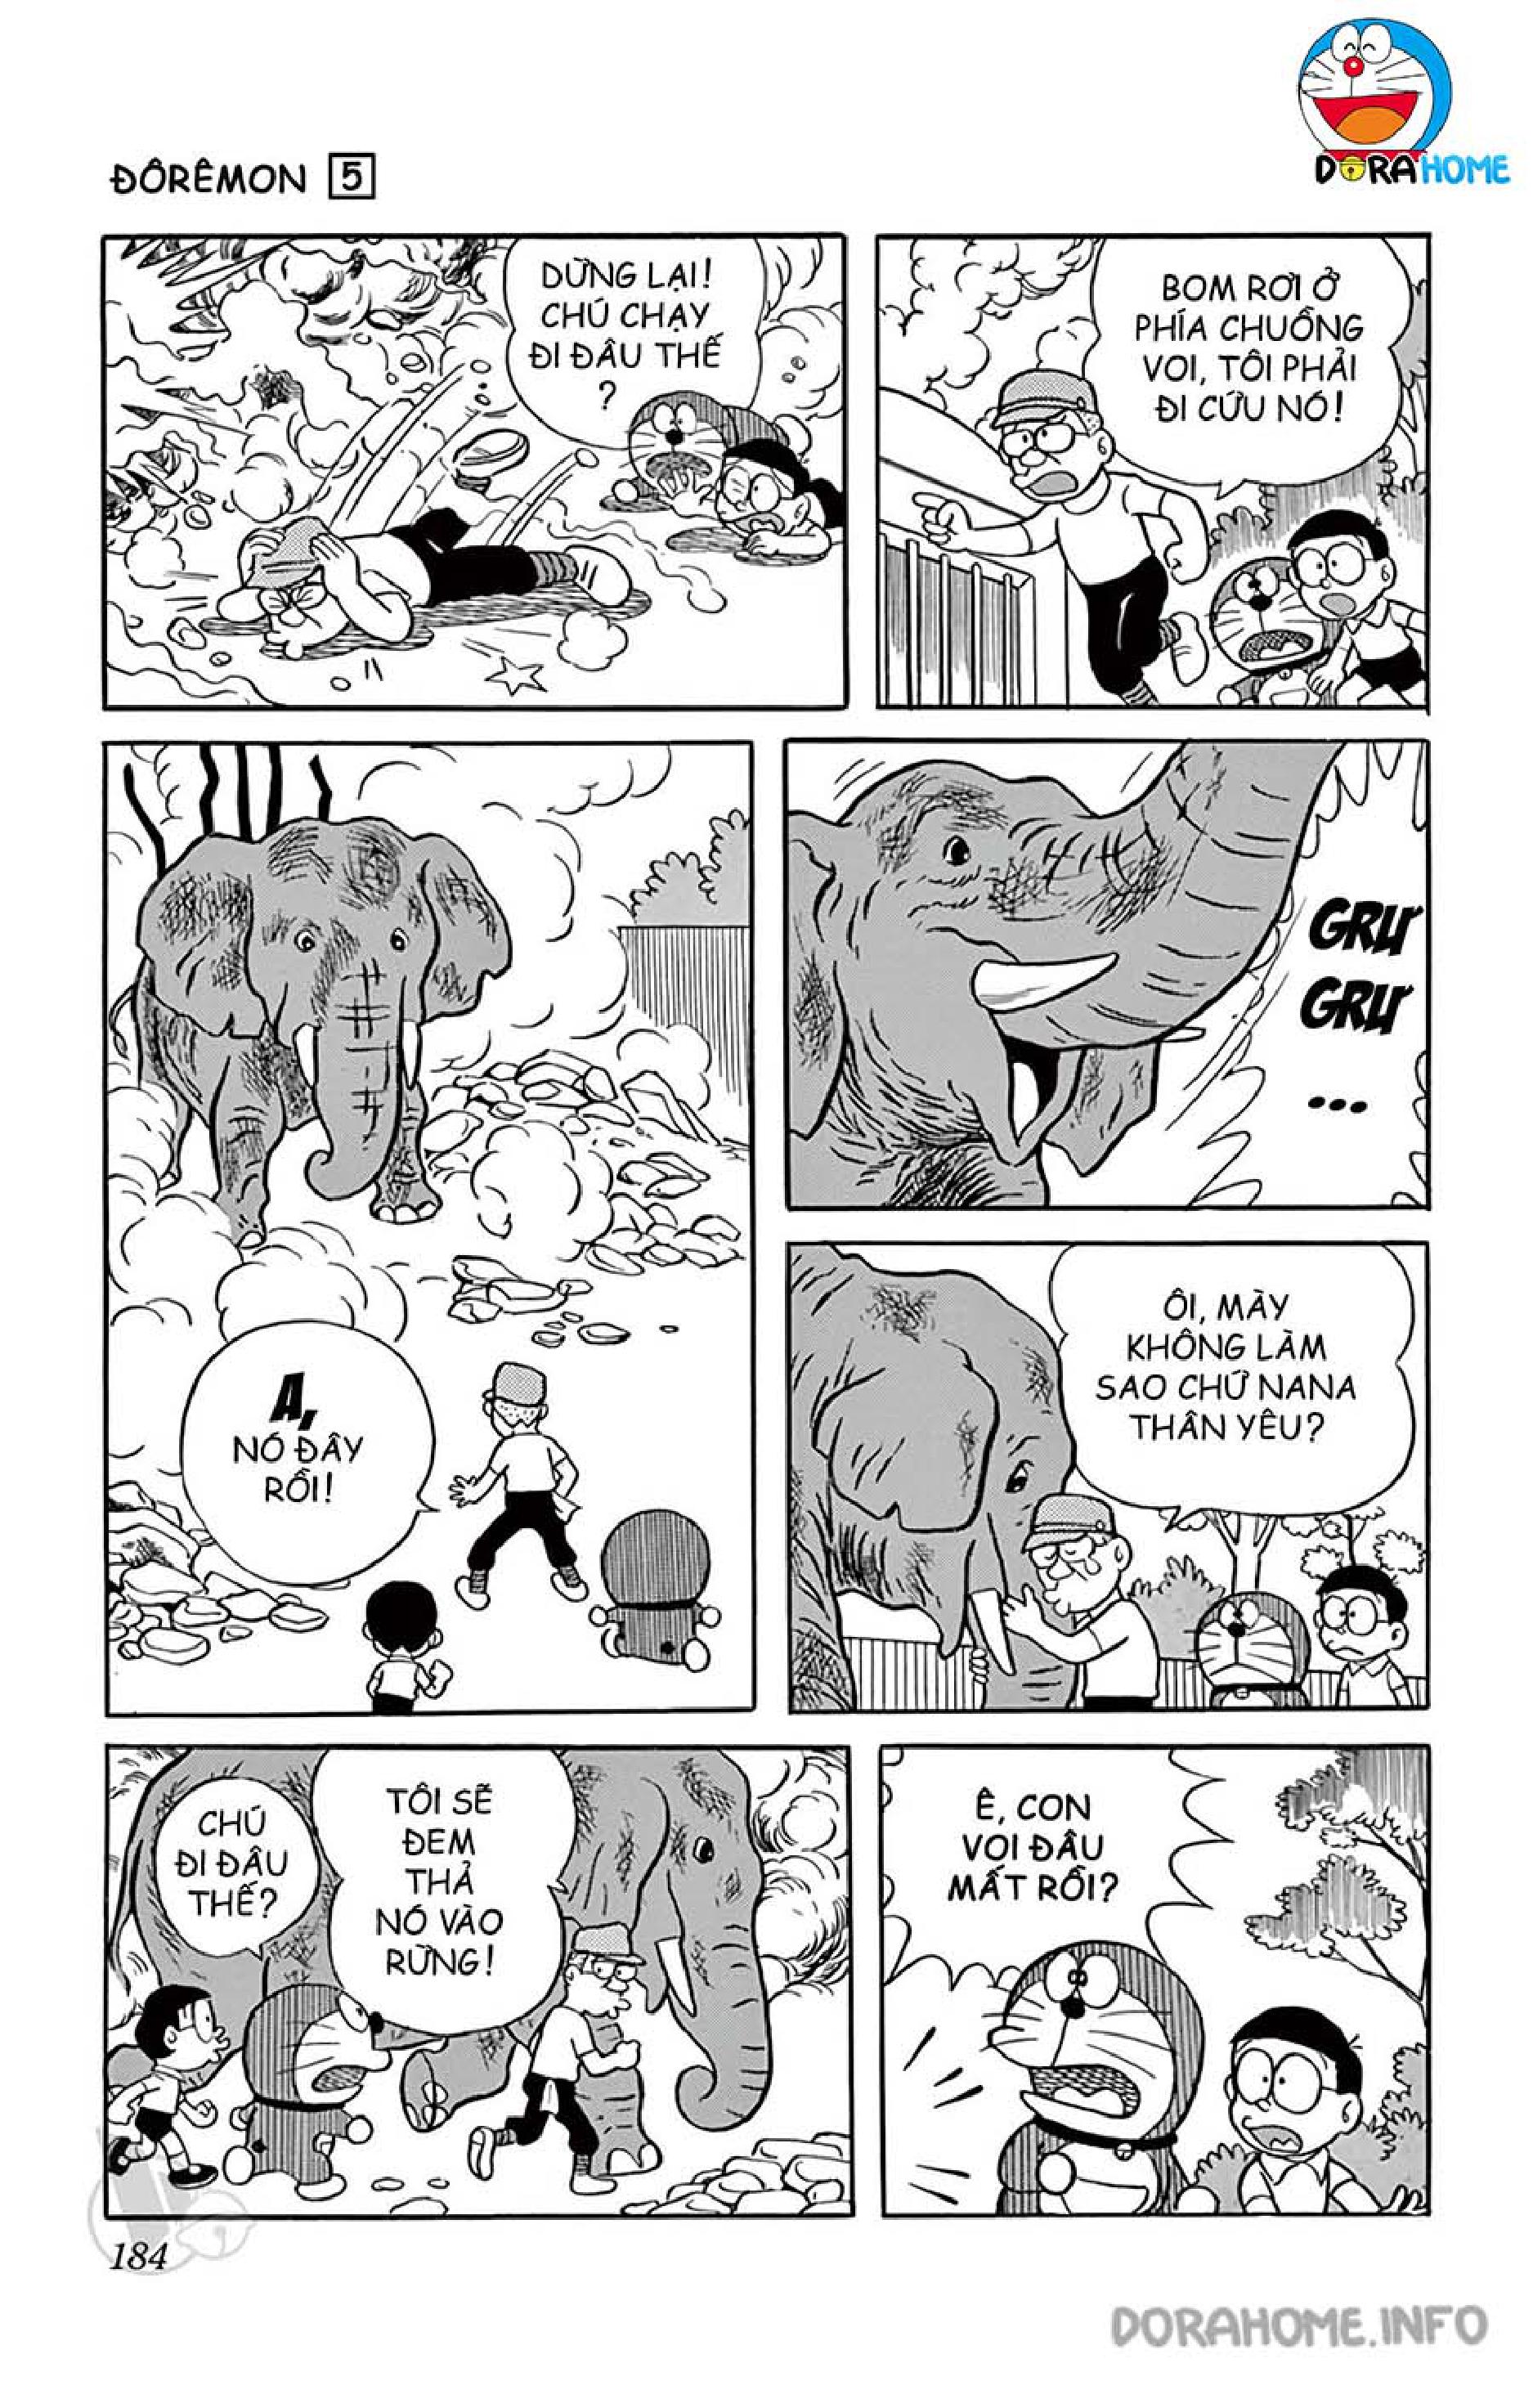 DORAHOME
ĐÔRÊMON 5
DỪNG LẠI!
CHÚ CHẠY
ĐI ĐÂU THẾ
?
BOM RƠI Ở
PHÍA CHUỒNG
VOI, TÔI PHẢI
ĐI CỨU NÓ!
A,
NÓ ĐÂY
RỒI!
GRƯ
GRƯ
...
ÔI, MÀY
KHÔNG LÀM
SAO CHỨ NANA
THÂN YÊU?
CHÚ
ĐI ĐÂU
THẾ?
TÔI SẼ
ĐEM
THẢ
NÓ VÀO
RỪNG!
Ê, CON
VOI ĐÂU
MẤT RỒI?
184
DORAHOME.INFO